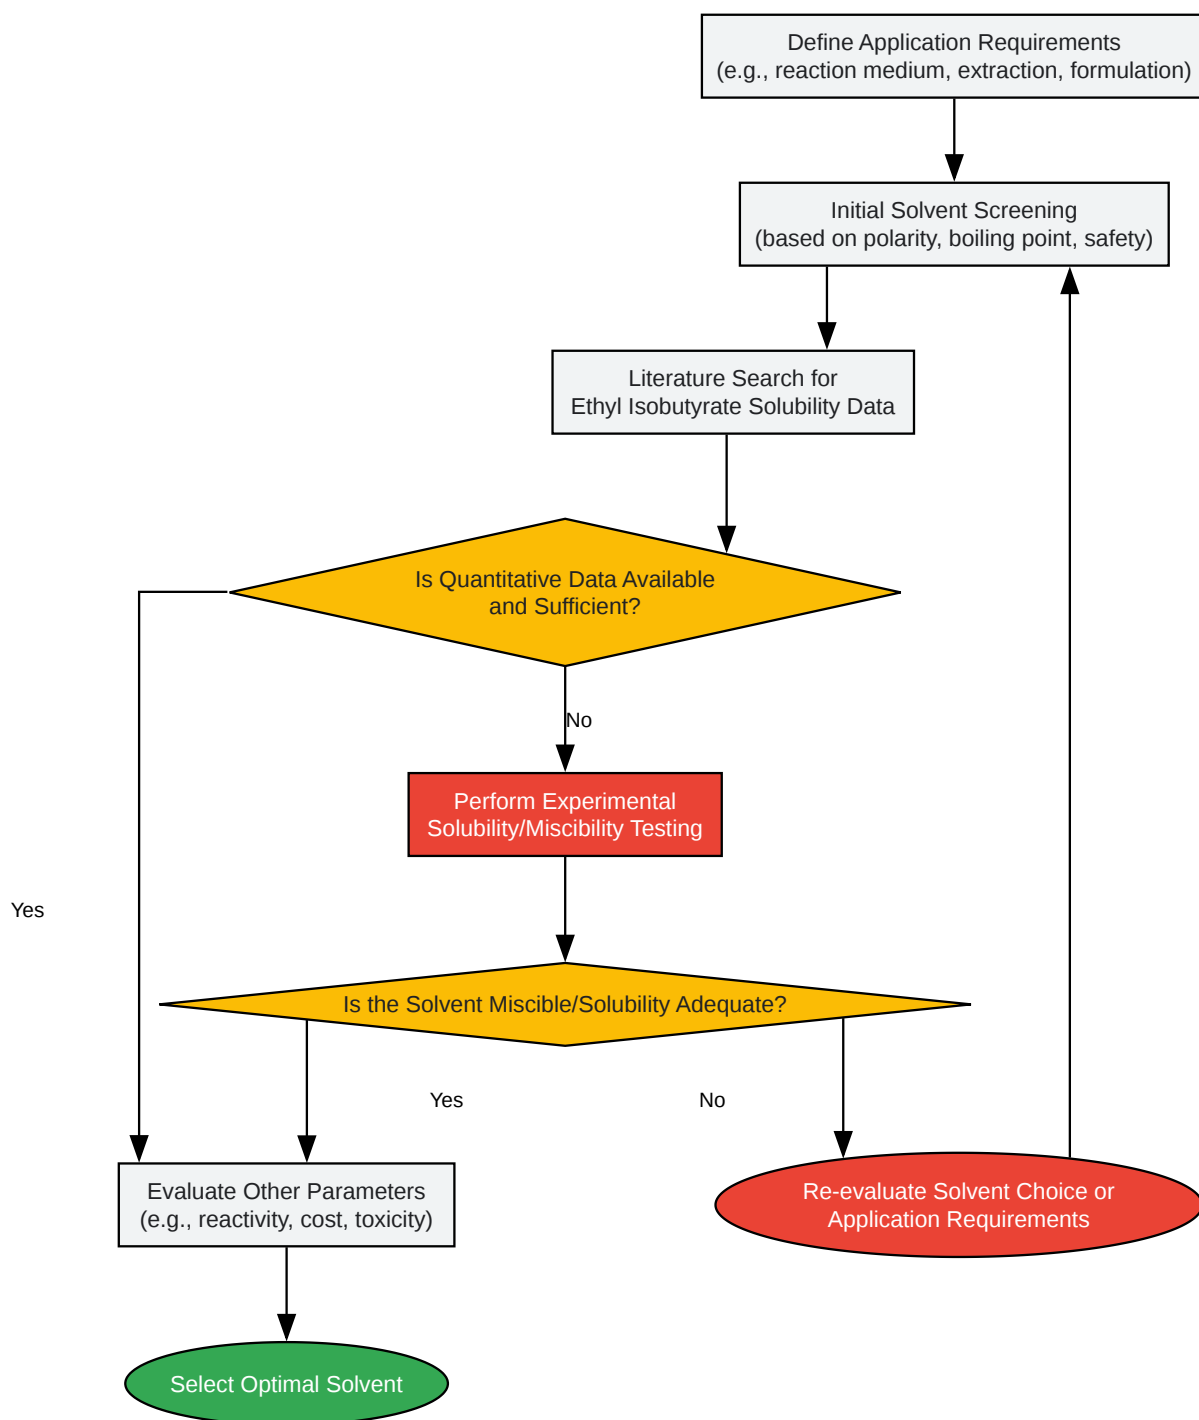 Define Application Requirements
(e.g., reaction medium, extraction, formulation)
Initial Solvent Screening
(based on polarity, boiling point, safety)
Literature Search for
Ethyl Isobutyrate Solubility Data
Is Quantitative Data Available
and Sufficient?
No
Perform Experimental
Solubility/Miscibility Testing
Yes
Is the Solvent Miscible/Solubility Adequate?
Yes
No
Evaluate Other Parameters
(e.g., reactivity, cost, toxicity)
Re-evaluate Solvent Choice or
Application Requirements
Select Optimal Solvent